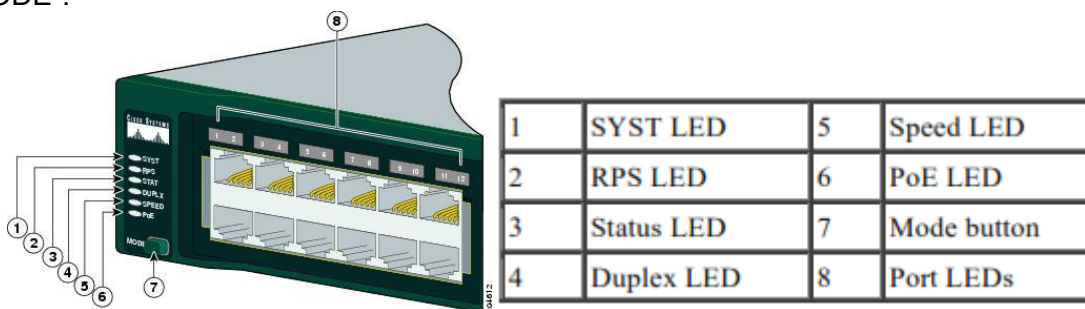 8
CISCO SYSTEMS
SYST
RPS
STAT
DUPLX
SPEED
PoE
MODE
1 2 3 4 5 6 7 8 9 10 11 12
1
2
3
4
5
6
7
1 SYST LED 5 Speed LED
2 RPS LED 6 PoE LED
3 Status LED 7 Mode button
4 Duplex LED 8 Port LEDs